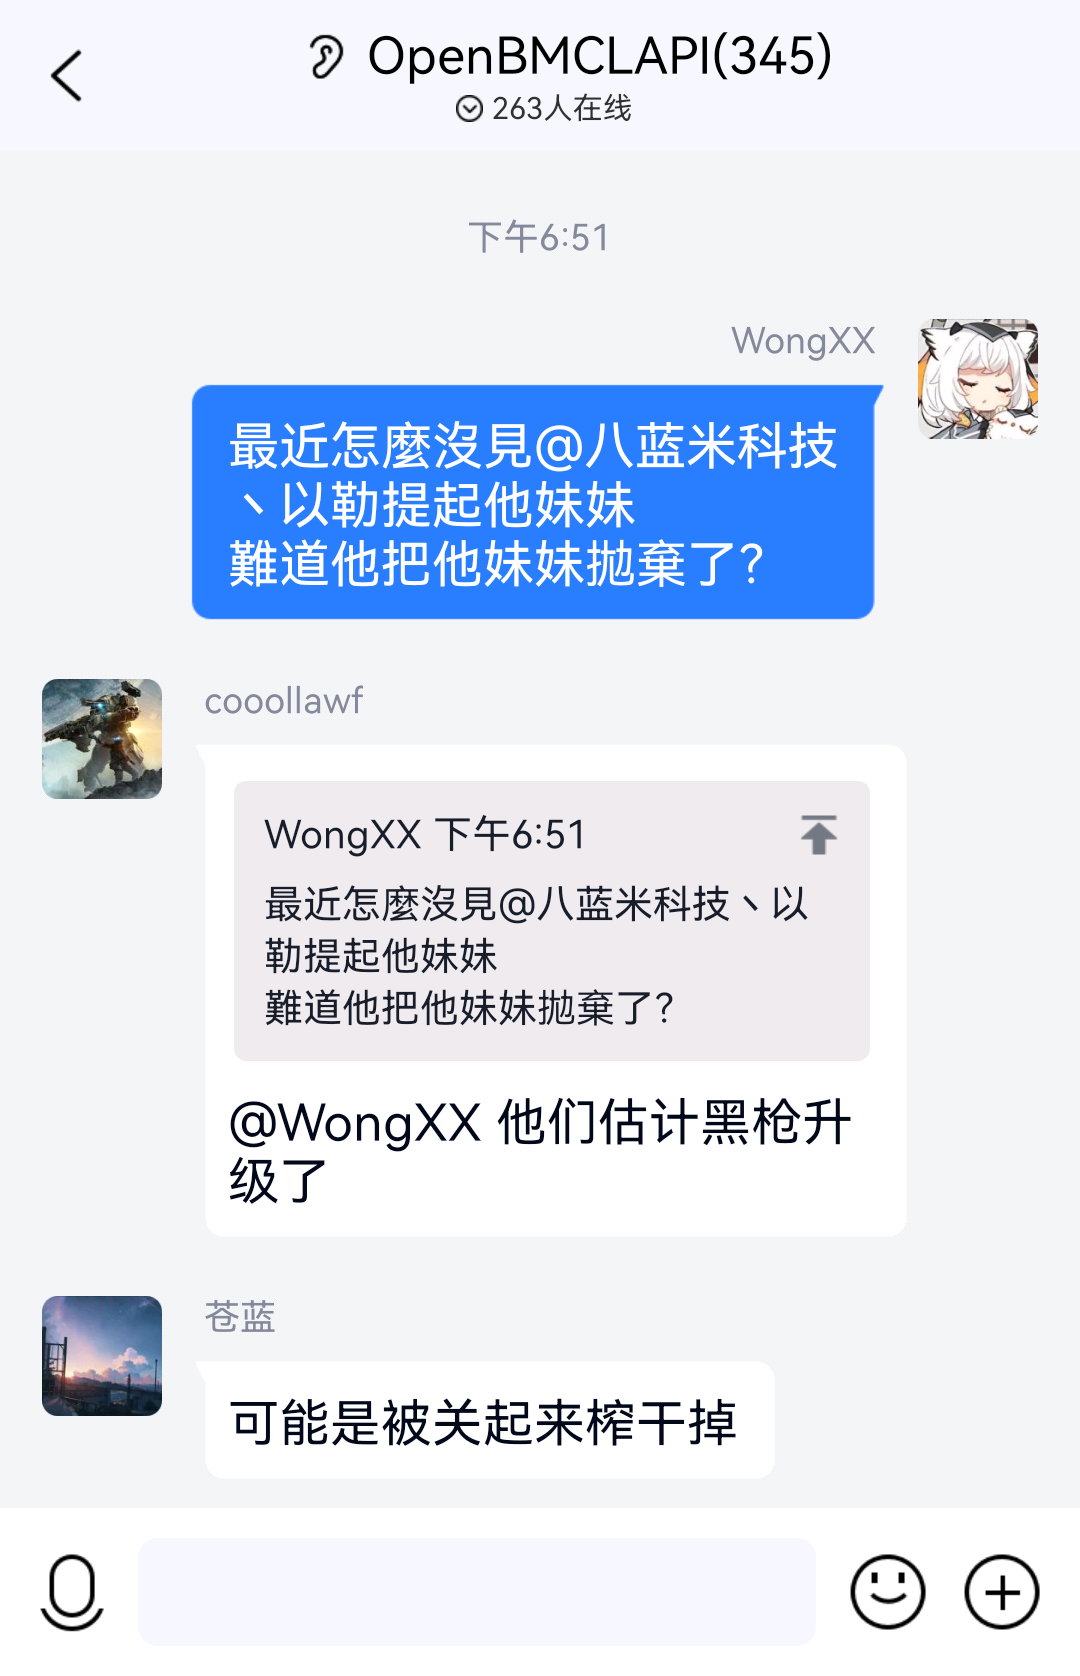 OpenBMCLAPI(345)
263人在线
下午6:51
WongXX
最近怎麼沒見@八蓝米科技
丶以勒提起他妹妹
難道他把他妹妹拋棄了？
cooollawf
WongXX 下午6:51
最近怎麼沒見@八蓝米科技丶以
勒提起他妹妹
難道他把他妹妹拋棄了？
@WongXX 他们估计黑枪升
级了
苍蓝
可能是被关起来榨干掉